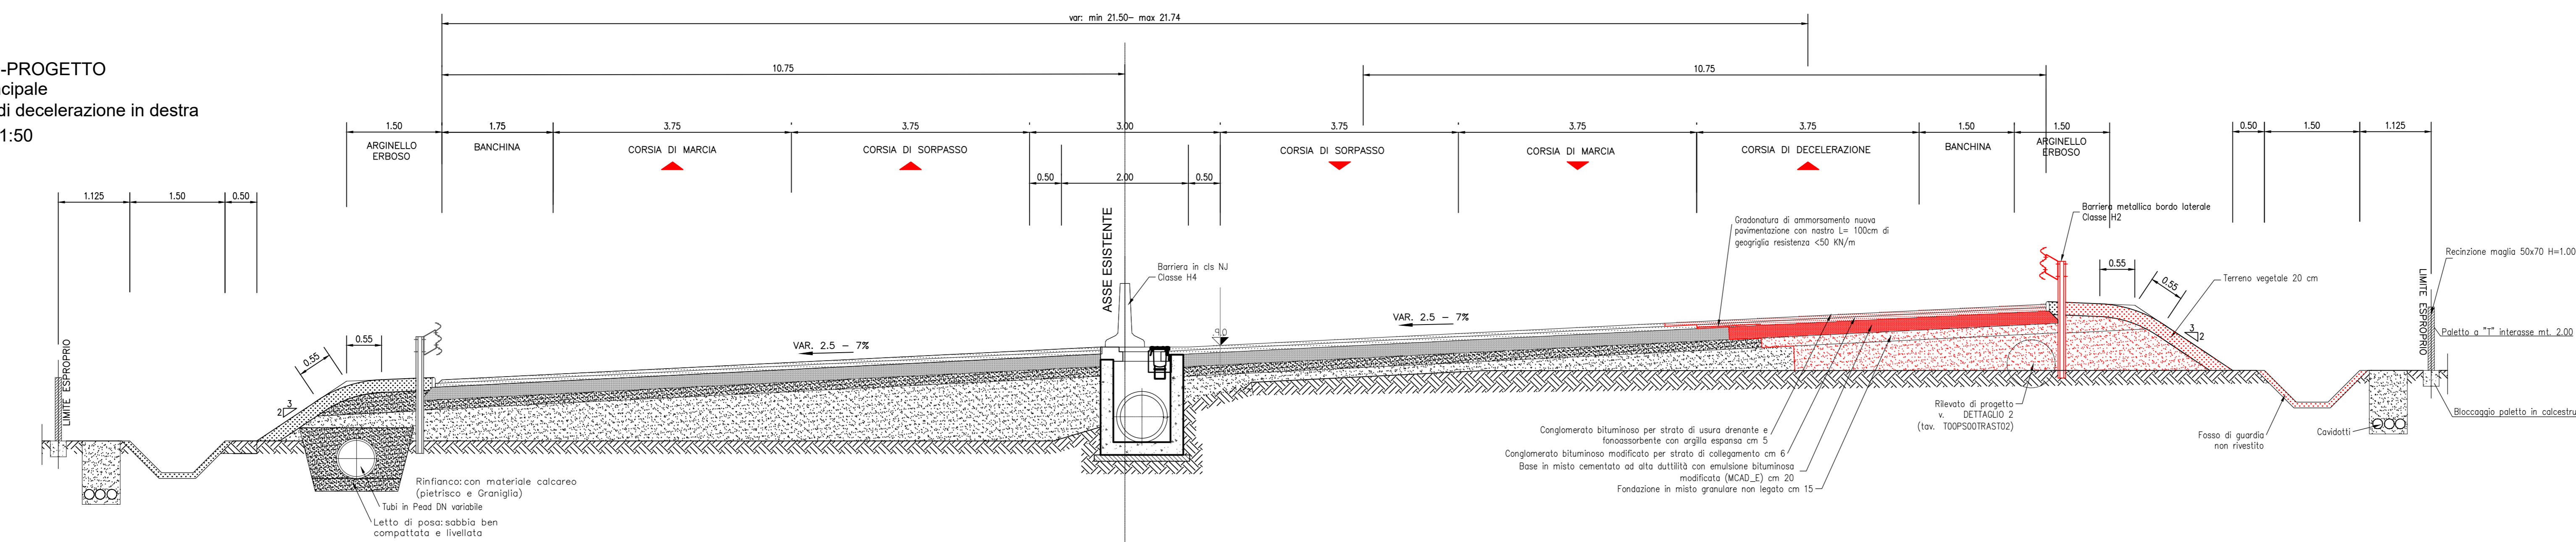 -PROGETTO
ncipale
di decelerazione in destra
1:50
var: min 21.50- max 21.74
10.75
10.75
1.50
1.75
3.75
3.75
3.00
3.75
3.75
3.75
1.50
1.50
0.50
1.50
1.125
ARGINELLO
ERBOSO
BANCHINA
CORSIA DI MARCIA
CORSIA DI SORPASSO
CORSIA DI SORPASSO
CORSIA DI MARCIA
CORSIA DI DECELERAZIONE
BANCHINA
ARGINELLO
ERBOSO
0.50
2.00
0.50
1.125
1.50
0.50
ASSE ESISTENTE
Barriera in cls NJ
Classe H4
Gradonatura di ammorsamento nuova
pavimentazione con nastro L= 100cm di
geogriglia resistenza <50 KN/m
Barriera metallica bordo laterale
Classe H2
Recinzione maglia 50x70 H=1.00
0.55
0.55
Terreno vegetale 20 cm
3
2
LIMITE ESPROPRIO
Paletto a "T" interasse mt. 2.00
VAR. 2.5 - 7%
9.0
VAR. 2.5 - 7%
0.55
0.55
LIMITE ESPROPRIO
3
2
Rilevato di progetto
v. DETTAGLIO 2
(tav. T00PS00TRAST02)
Bloccaggio paletto in calcestru
Conglomerato bituminoso per strato di usura drenante e
fonoassorbente con argilla espansa cm 5
Conglomerato bituminoso modificato per strato di collegamento cm 6
Base in misto cementato ad alta duttilità con emulsione bituminosa
modificata (MCAD_E) cm 20
Fondazione in misto granulare non legato cm 15
Fosso di guardia
non rivestito
Cavidotti
Rinfianco: con materiale calcareo
(pietrisco e Graniglia)
Tubi in Pead DN variabile
Letto di posa: sabbia ben
compattata e livellata